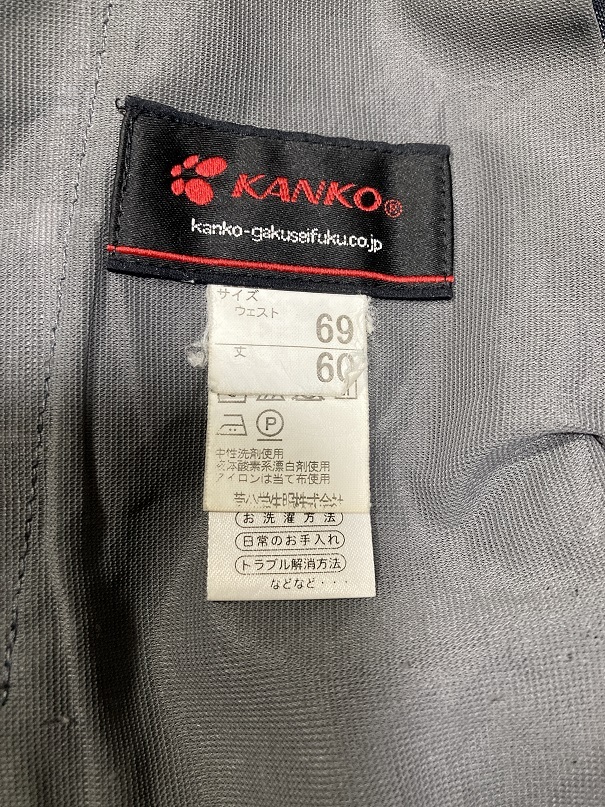 KANKO®
kanko-gakuseifuku.co.jp
サイズ
ウェスト
69
丈
60
P
中性洗剤使用
液体酸素系漂白剤使用
アイロンは当て布使用
お洗濯方法
日常のお手入れ
トラブル解消方法
などなど・・・